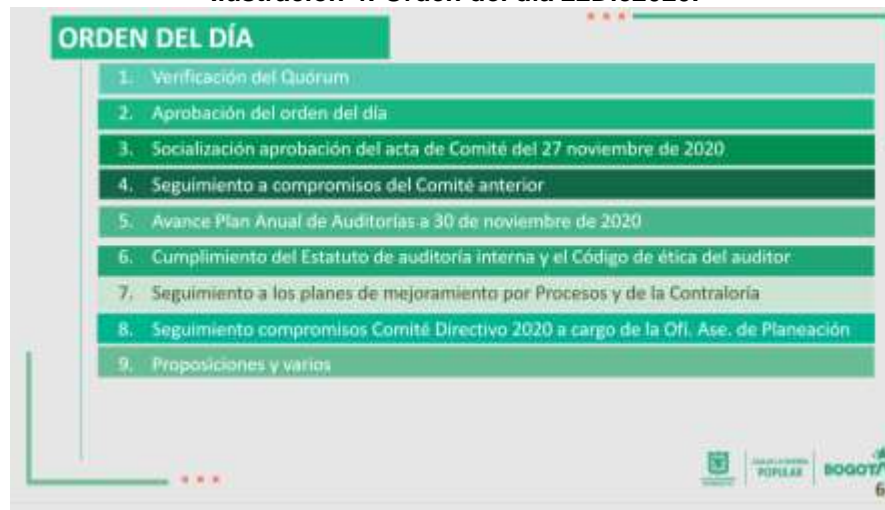 ORDEN DEL DÍA
1. Verificación del Quórum
2. Aprobación del orden del día
3. Socialización aprobación del acta de Comité del 27 noviembre de 2020
4. Seguimiento a compromisos del Comité anterior
5. Avance Plan Anual de Auditorías a 30 de noviembre de 2020
6. Cumplimiento del Estatuto de auditoría interna y el Código de ética del auditor
7. Seguimiento a los planes de mejoramiento por Procesos y de la Contraloría
8. Seguimiento compromisos Comité Directivo 2020 a cargo de la Ofi. Ase. de Planeación
9. Proposiciones y varios
POPULAR
BOGOT
6